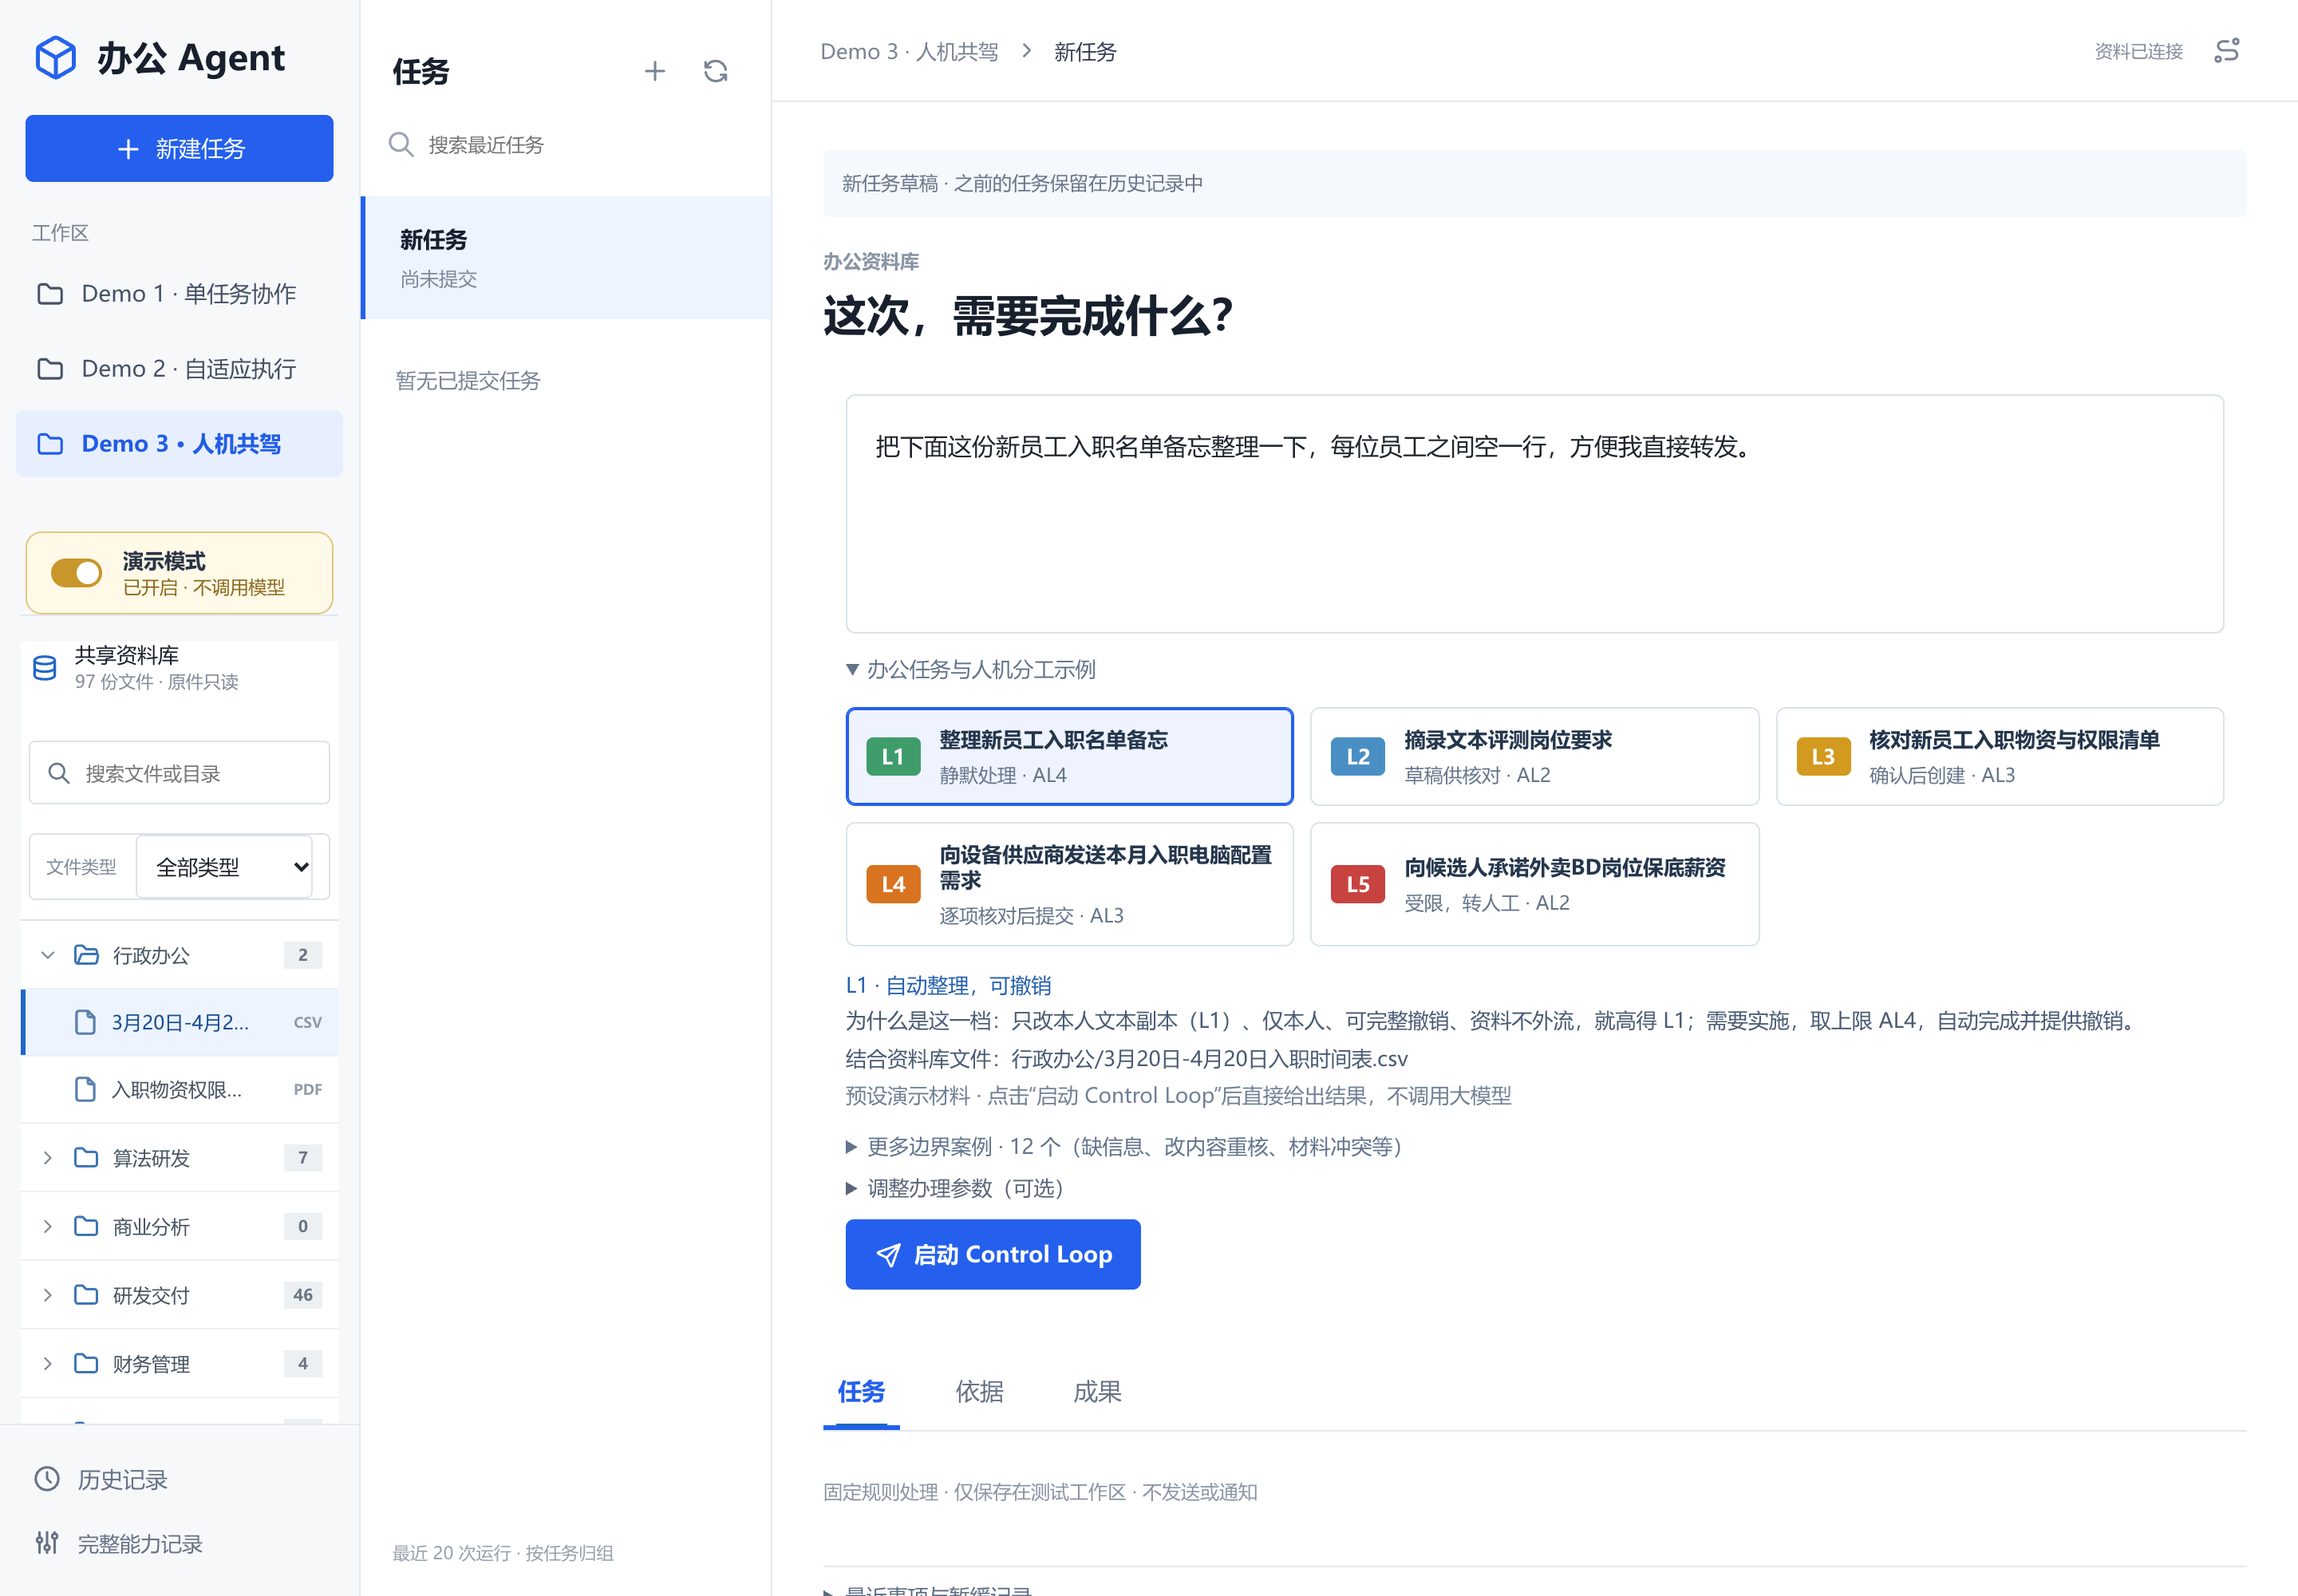 办公 Agent
新建任务
工作区
Demo 1 · 单任务协作
Demo 2 · 自适应执行
Demo 3 · 人机共驾
演示模式
已开启 · 不调用模型
共享资料库
97 份文件 · 原件只读
搜索文件或目录
文件类型
全部类型
行政办公
2
3月20日-4月2...
CSV
入职物资权限...
PDF
算法研发
7
商业分析
0
研发交付
46
财务管理
4
历史记录
完整能力记录
任务
搜索最近任务
新任务
尚未提交
暂无已提交任务
最近 20 次运行 · 按任务归组
Demo 3 · 人机共驾
新任务
资料已连接
新任务草稿 · 之前的任务保留在历史记录中
办公资料库
这次，需要完成什么？
把下面这份新员工入职名单备忘整理一下，每位员工之间空一行，方便我直接转发。
▼ 办公任务与人机分工示例
L1
整理新员工入职名单备忘
静默处理 · AL4
L2
摘录文本评测岗位要求
草稿供核对 · AL2
L3
核对新员工入职物资与权限清单
确认后创建 · AL3
L4
向设备供应商发送本月入职电脑配置
需求
逐项核对后提交 · AL3
L5
向候选人承诺外卖BD岗位保底薪资
受限，转人工 · AL2
L1 · 自动整理，可撤销
为什么是这一档：只改本人文本副本（L1）、仅本人、可完整撤销、资料不外流，就高得 L1；需要实施，取上限 AL4，自动完成并提供撤销。
结合资料库文件：行政办公/3月20日-4月20日入职时间表.csv
预设演示材料 · 点击“启动 Control Loop”后直接给出结果，不调用大模型
▶ 更多边界案例 · 12 个（缺信息、改内容重核、材料冲突等）
▶ 调整办理参数（可选）
启动 Control Loop
任务
依据
成果
固定规则处理 · 仅保存在测试工作区 · 不发送或通知